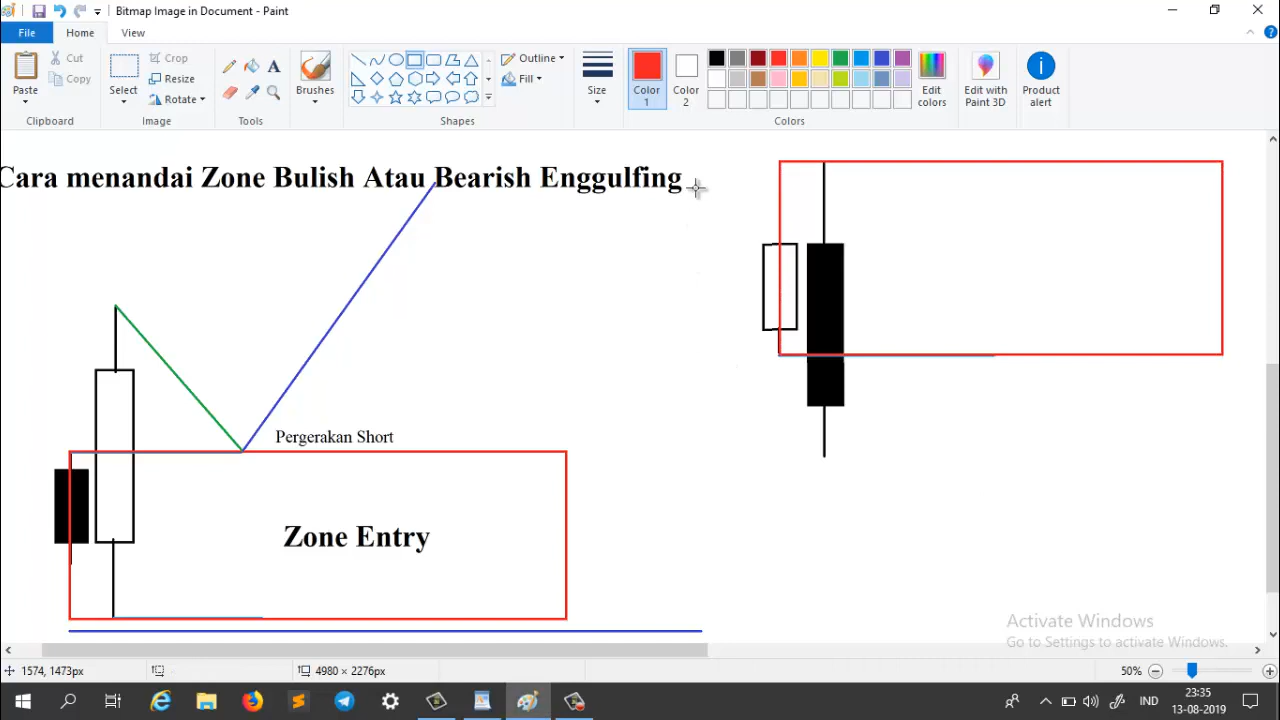 Bitmap Image in Document - Paint
File Home View
Paste
Cut
Copy
Clipboard
Select
Crop
Resize
Rotate
Image
Tools
Brushes
Shapes
Outline
Fill
Size
Color 1
Color 2
Colors
Edit colors
Edit with Paint 3D
Product alert
Cara menandai Zone Bulish Atau Bearish Enggulfing
Pergerakan Short
Zone Entry
Activate Windows
Go to Settings to activate Windows.
1574, 1473px
4980 × 2276px
50%
IND
23:35
13-08-2019